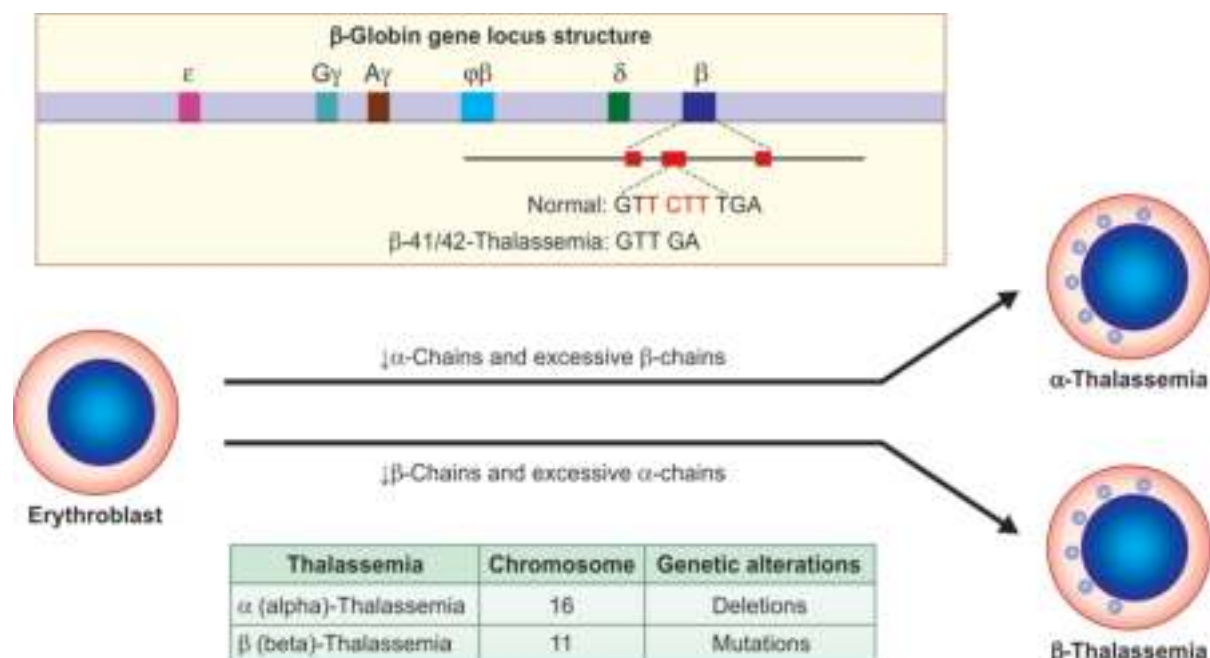 β-Globin gene locus structure
ε Gγ Aγ φβ δ β
Normal: GTT CTT TGA
β-41/42-Thalassemia: GTT GA
↓α-Chains and excessive β-chains
α-Thalassemia
↓β-Chains and excessive α-chains
Erythroblast
Thalassemia Chromosome Genetic alterations
α (alpha)-Thalassemia 16 Deletions
β (beta)-Thalassemia 11 Mutations
β-Thalassemia